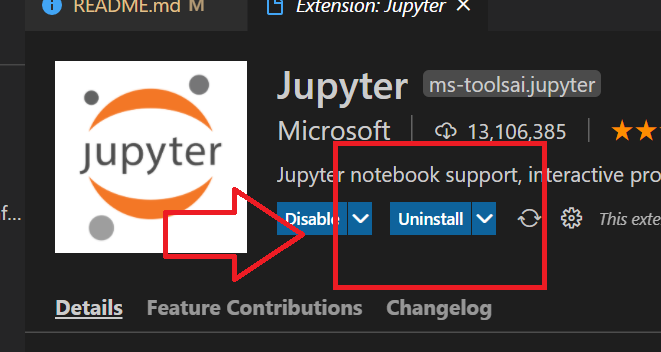 README.md M
Extension: Jupyter
jupyter
Jupyter ms-toolsai.jupyter
Microsoft 13,106,385
Jupyter notebook support, interactive pro
Disable Uninstall This exte
f...
Details Feature Contributions Changelog